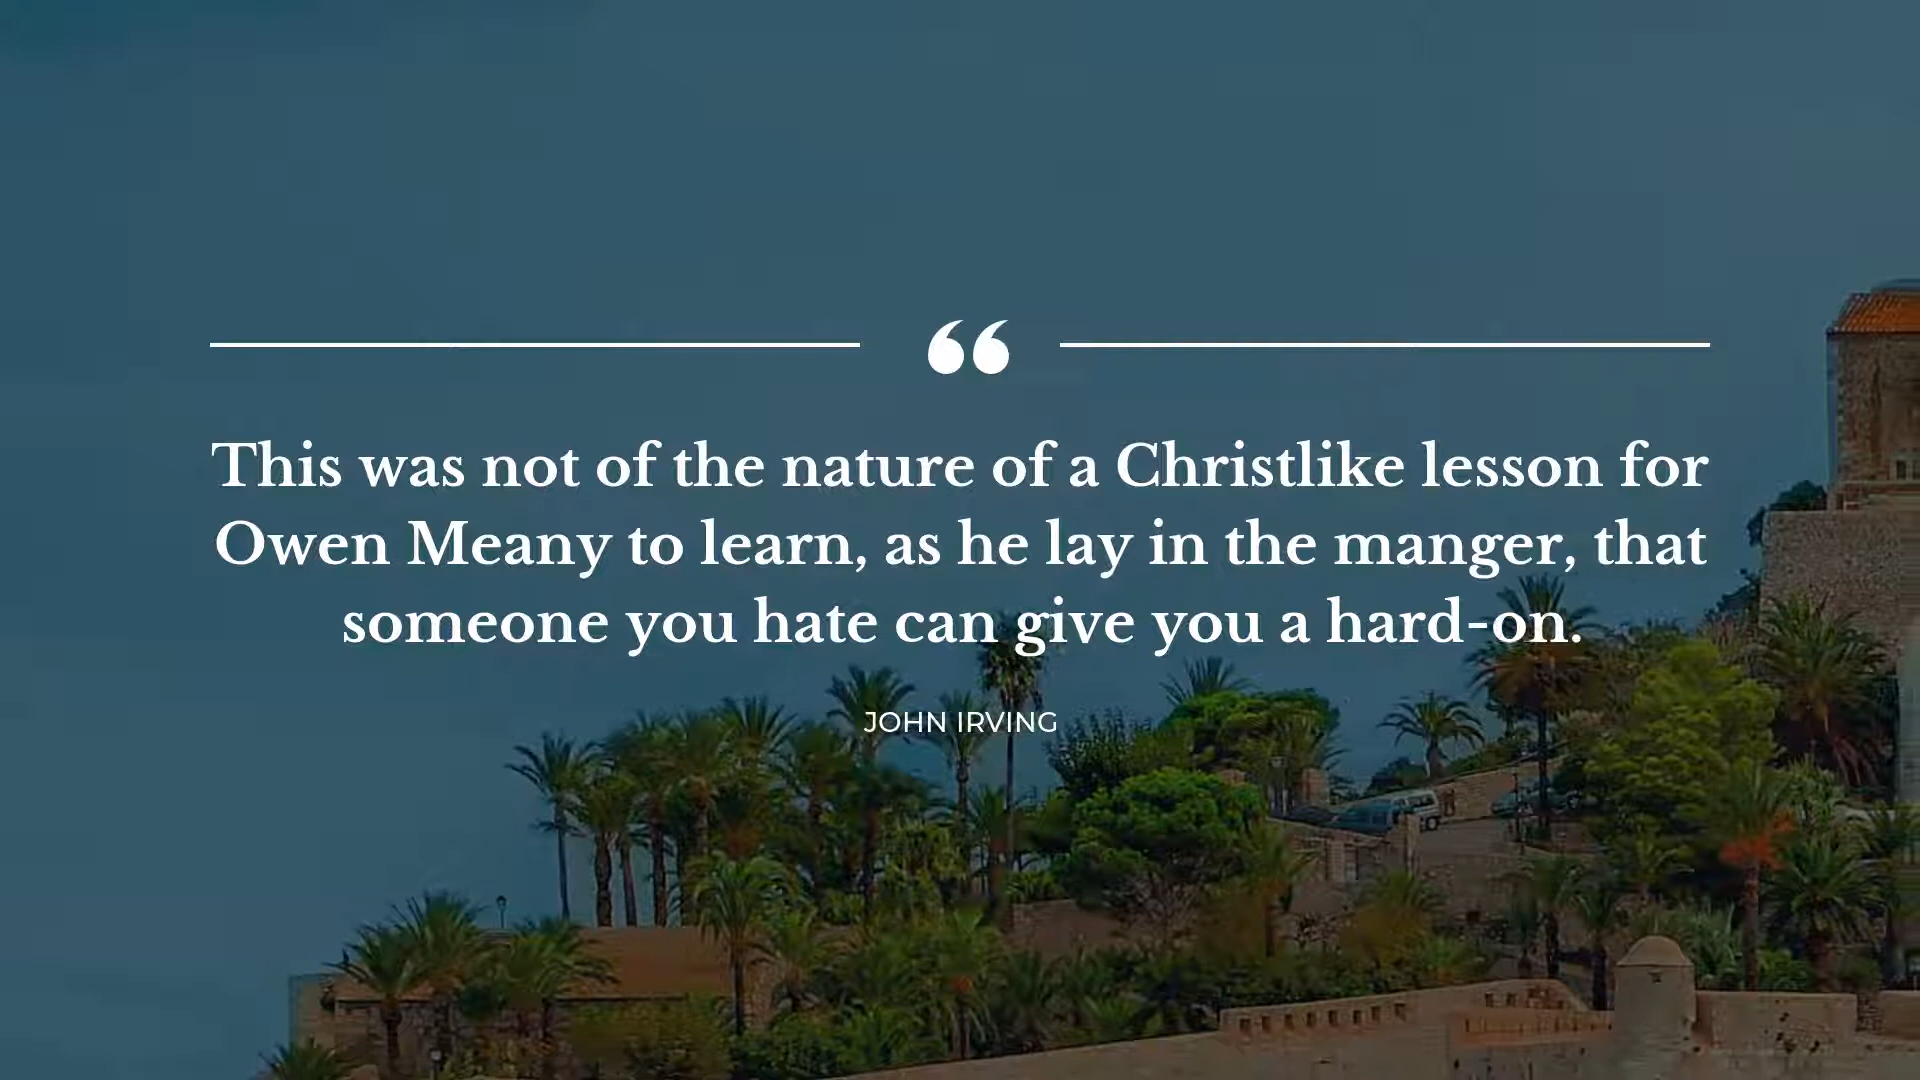 “
This was not of the nature of a Christlike lesson for
Owen Meany to learn, as he lay in the manger, that
someone you hate can give you a hard-on.
JOHN IRVING